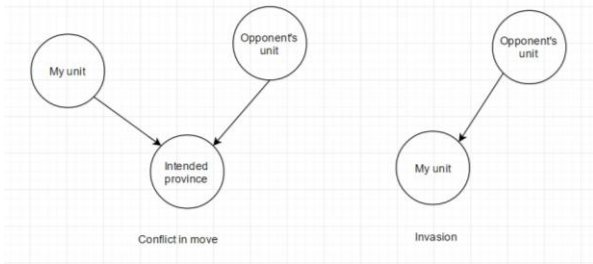 My unit
Opponent's
unit
Intended
province
Conflict in move
Opponent's
unit
My unit
Invasion